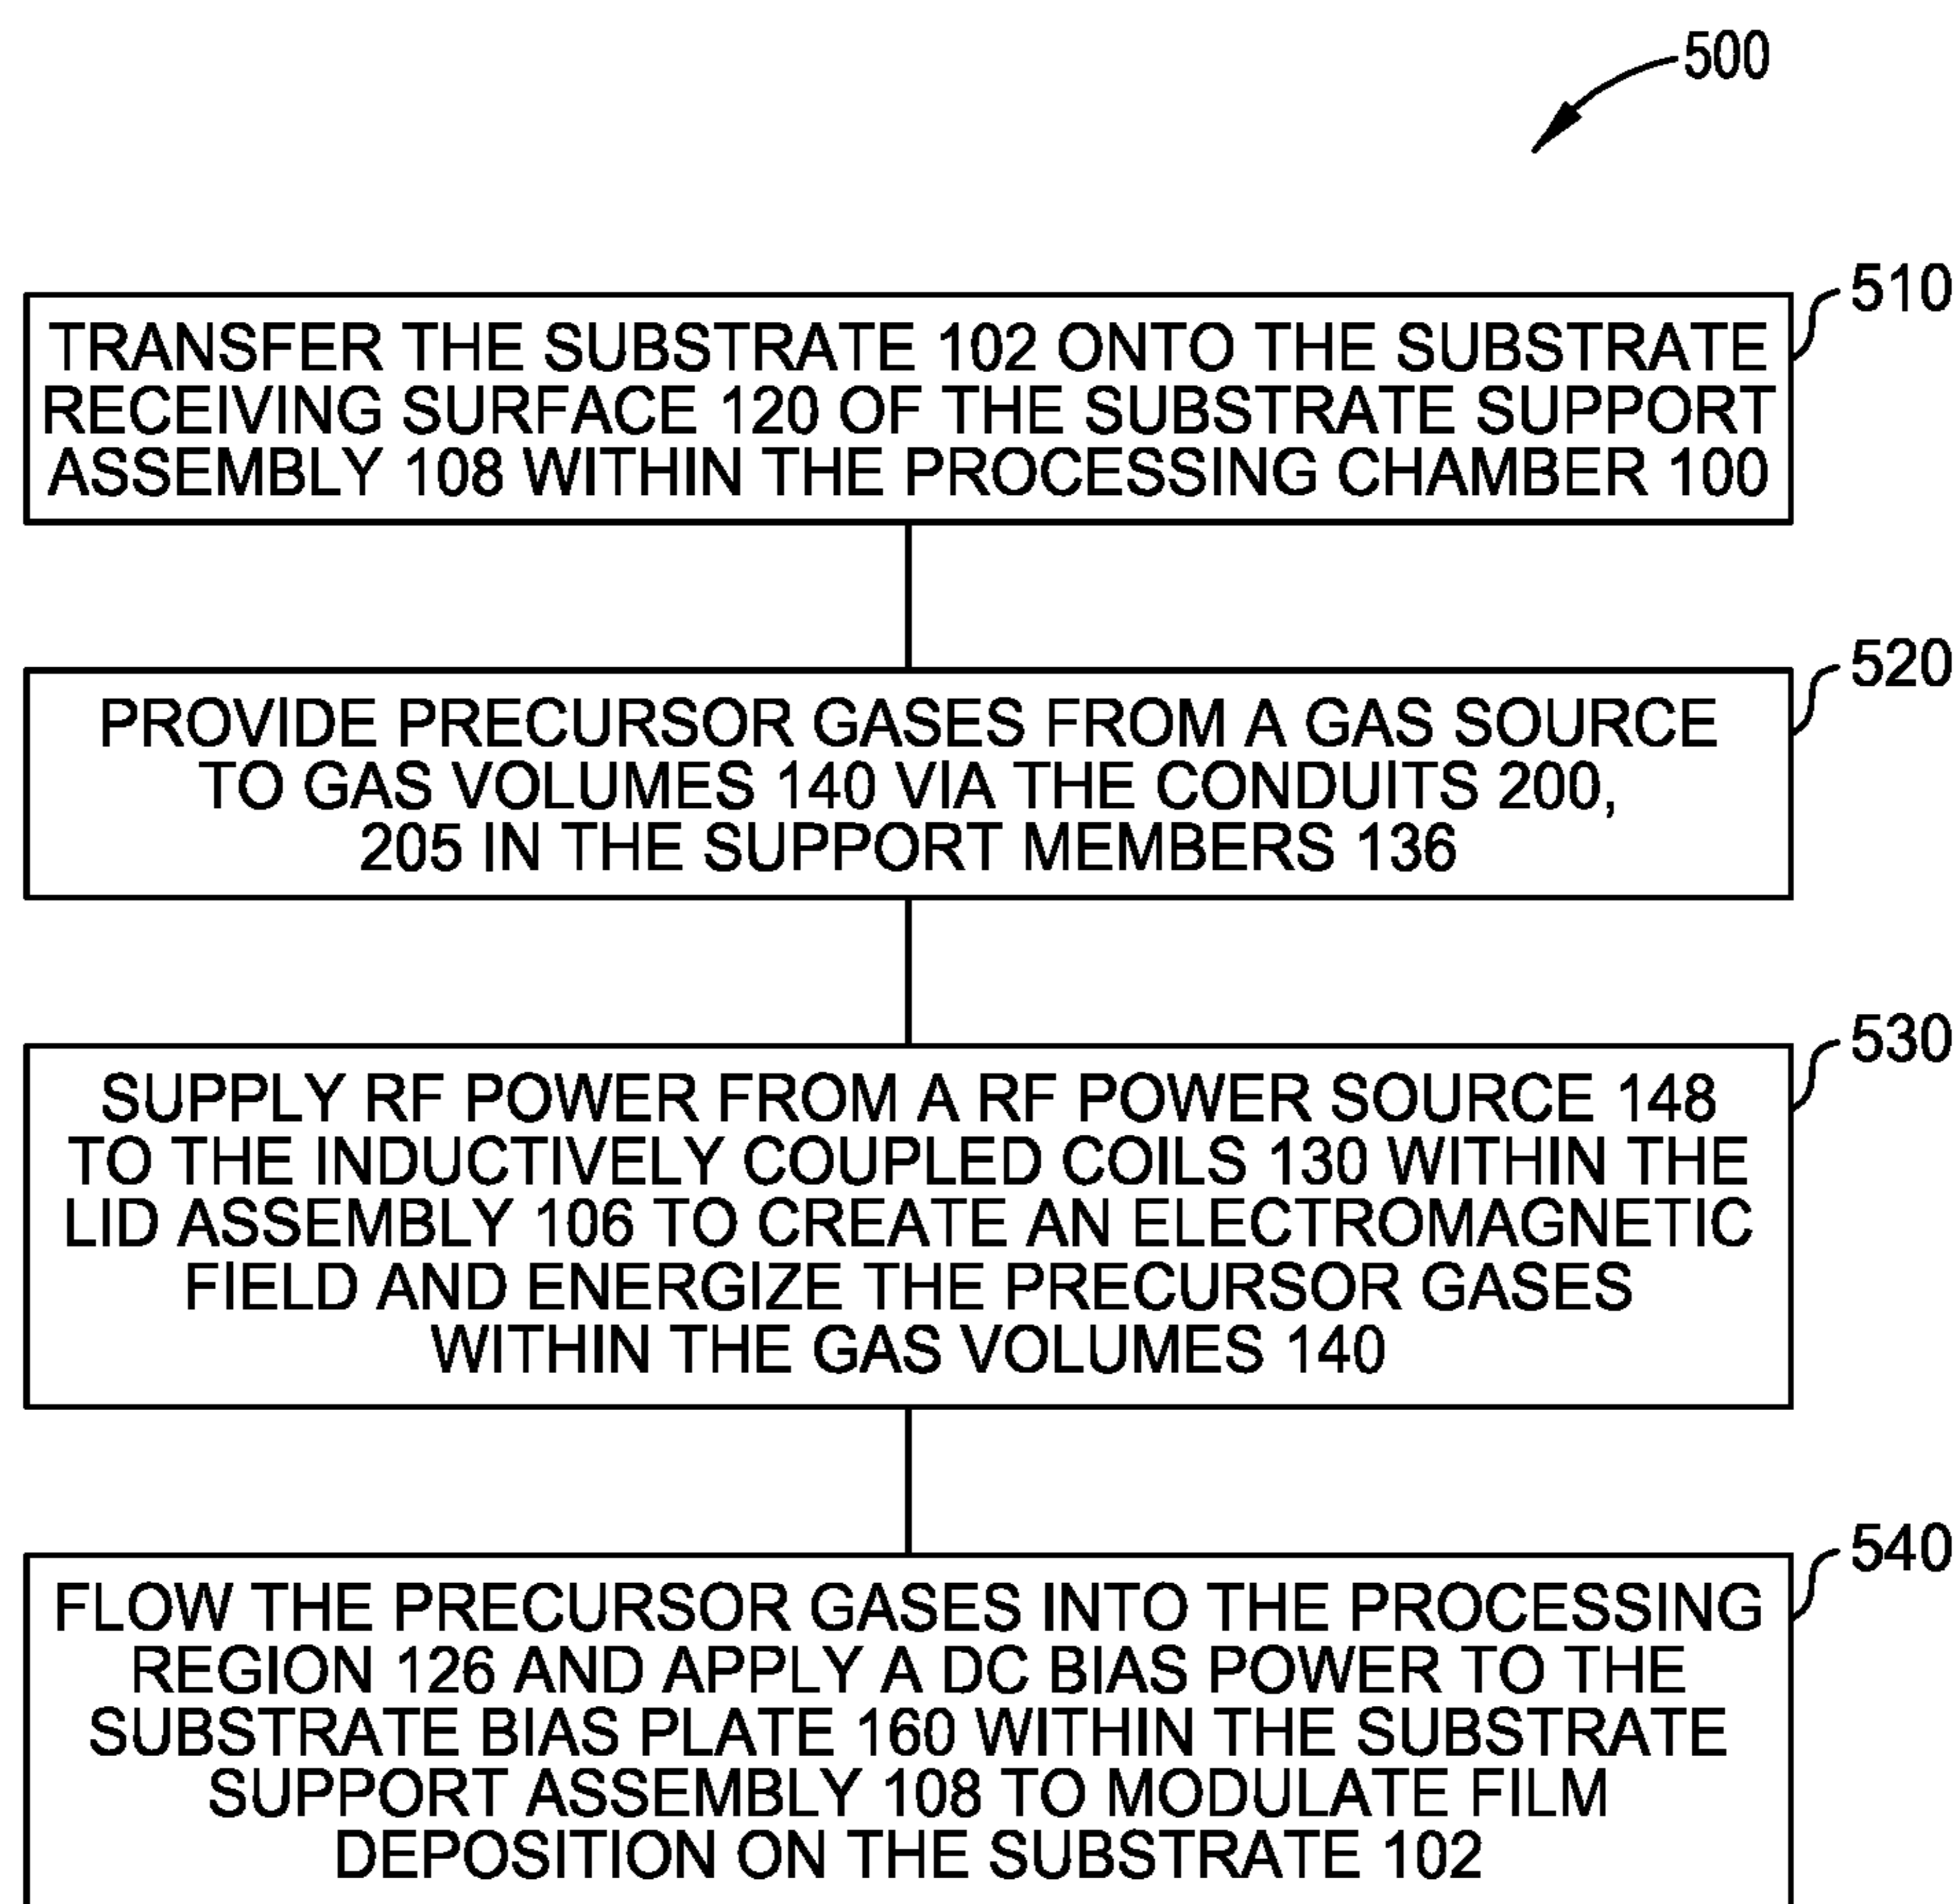 500
510
TRANSFER THE SUBSTRATE 102 ONTO THE SUBSTRATE
RECEIVING SURFACE 120 OF THE SUBSTRATE SUPPORT
ASSEMBLY 108 WITHIN THE PROCESSING CHAMBER 100
520
PROVIDE PRECURSOR GASES FROM A GAS SOURCE
TO GAS VOLUMES 140 VIA THE CONDUITS 200,
205 IN THE SUPPORT MEMBERS 136
530
SUPPLY RF POWER FROM A RF POWER SOURCE 148
TO THE INDUCTIVELY COUPLED COILS 130 WITHIN THE
LID ASSEMBLY 106 TO CREATE AN ELECTROMAGNETIC
FIELD AND ENERGIZE THE PRECURSOR GASES
WITHIN THE GAS VOLUMES 140
540
FLOW THE PRECURSOR GASES INTO THE PROCESSING
REGION 126 AND APPLY A DC BIAS POWER TO THE
SUBSTRATE BIAS PLATE 160 WITHIN THE SUBSTRATE
SUPPORT ASSEMBLY 108 TO MODULATE FILM
DEPOSITION ON THE SUBSTRATE 102